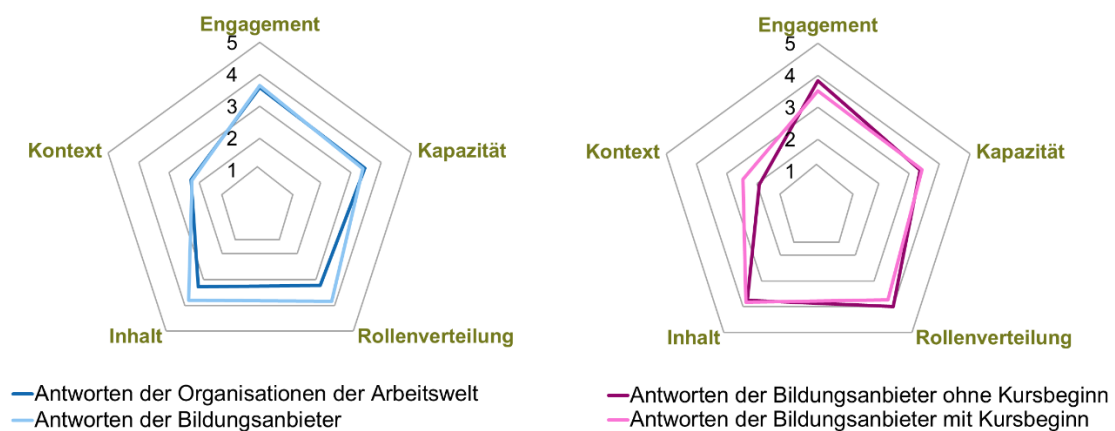 Engagement
5
4
3
2
1
Kontext
Kapazität
Inhalt
Rollenverteilung
Antworten der Organisationen der Arbeitswelt
Antworten der Bildungsanbieter
Engagement
5
4
3
2
1
Kontext
Kapazität
Inhalt
Rollenverteilung
Antworten der Bildungsanbieter ohne Kursbeginn
Antworten der Bildungsanbieter mit Kursbeginn